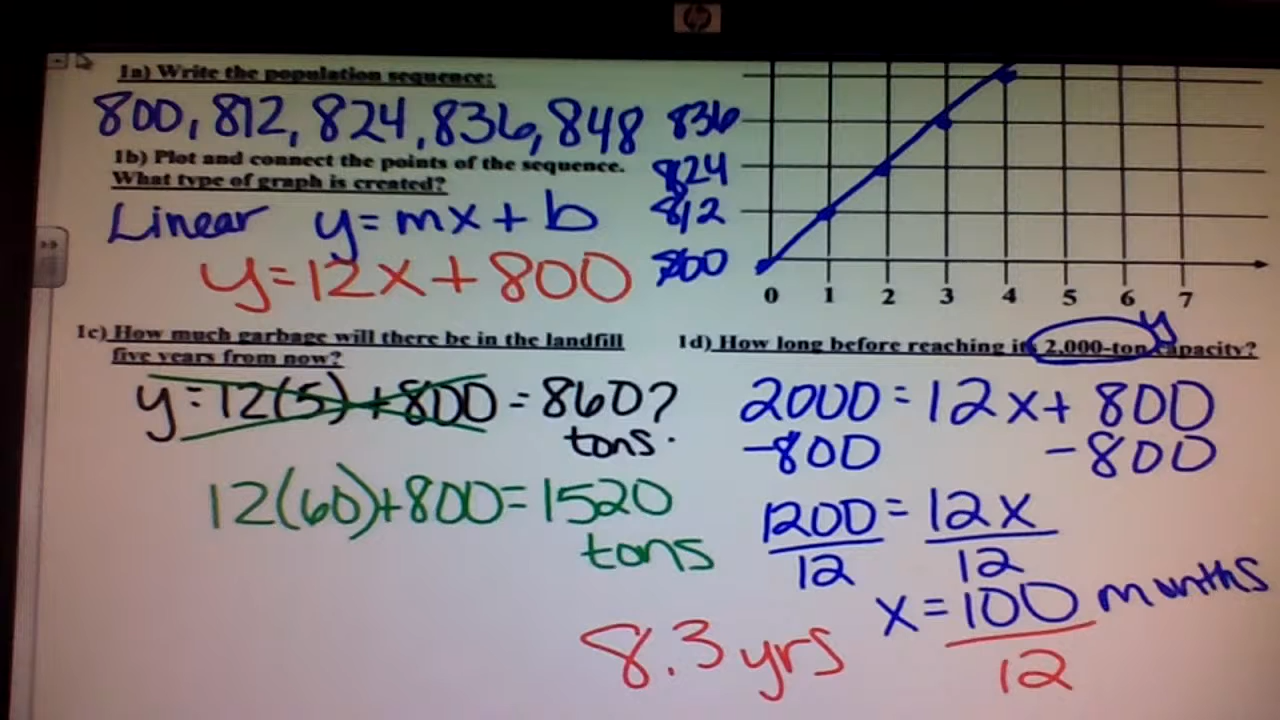 hp
1a) Write the population sequence:
800, 812, 824, 836, 848
1b) Plot and connect the points of the sequence.
What type of graph is created?
Linear y=mx+b
y=12x+800
836
824
812
800
0 1 2 3 4 5 6 7
1c) How much garbage will there be in the landfill
five years from now?
y=12(5)+800=860?
tons.
12(60)+800=1520
tons
y
1d) How long before reaching its 2,000-ton capacity?
2000=12x+800
-800 -800
1200=12x
12 12
x=100 months
12
8.3 yrs